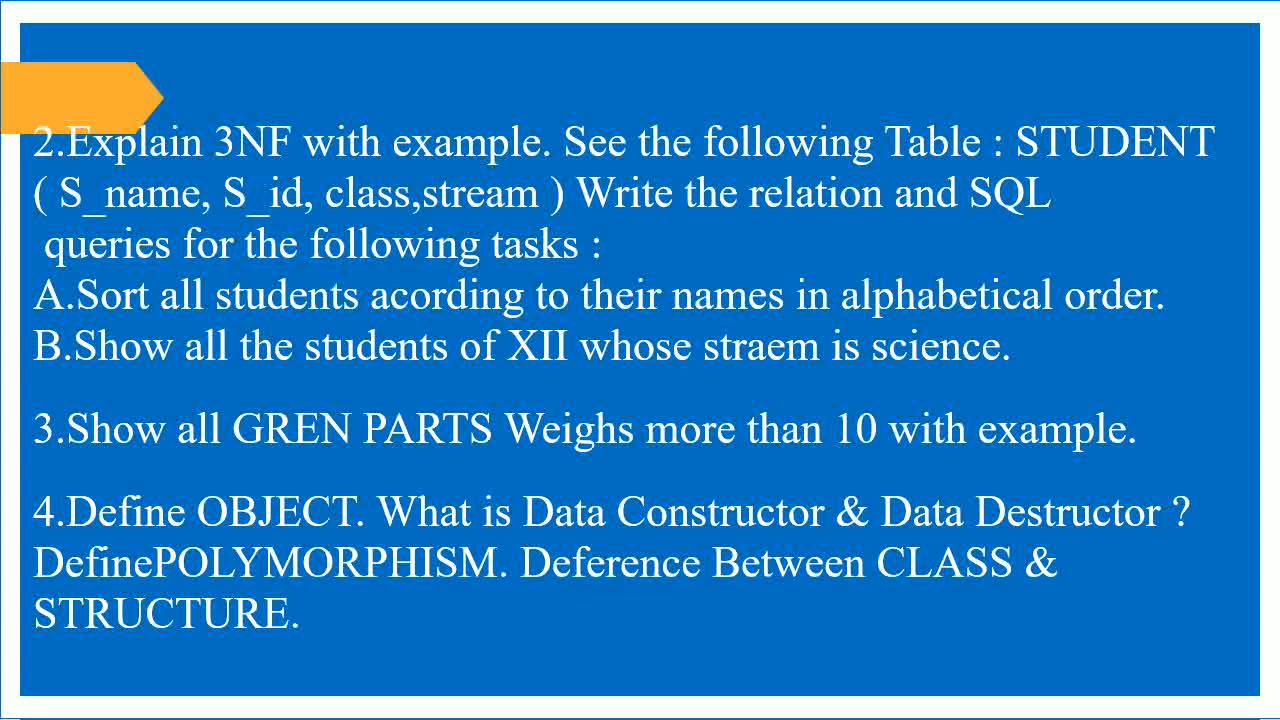 2.Explain 3NF with example. See the following Table : STUDENT
( S_name, S_id, class,stream ) Write the relation and SQL
queries for the following tasks :
A.Sort all students acording to their names in alphabetical order.
B.Show all the students of XII whose straem is science.
3.Show all GREN PARTS Weighs more than 10 with example.
4.Define OBJECT. What is Data Constructor & Data Destructor ?
DefinePOLYMORPHISM. Deference Between CLASS &
STRUCTURE.